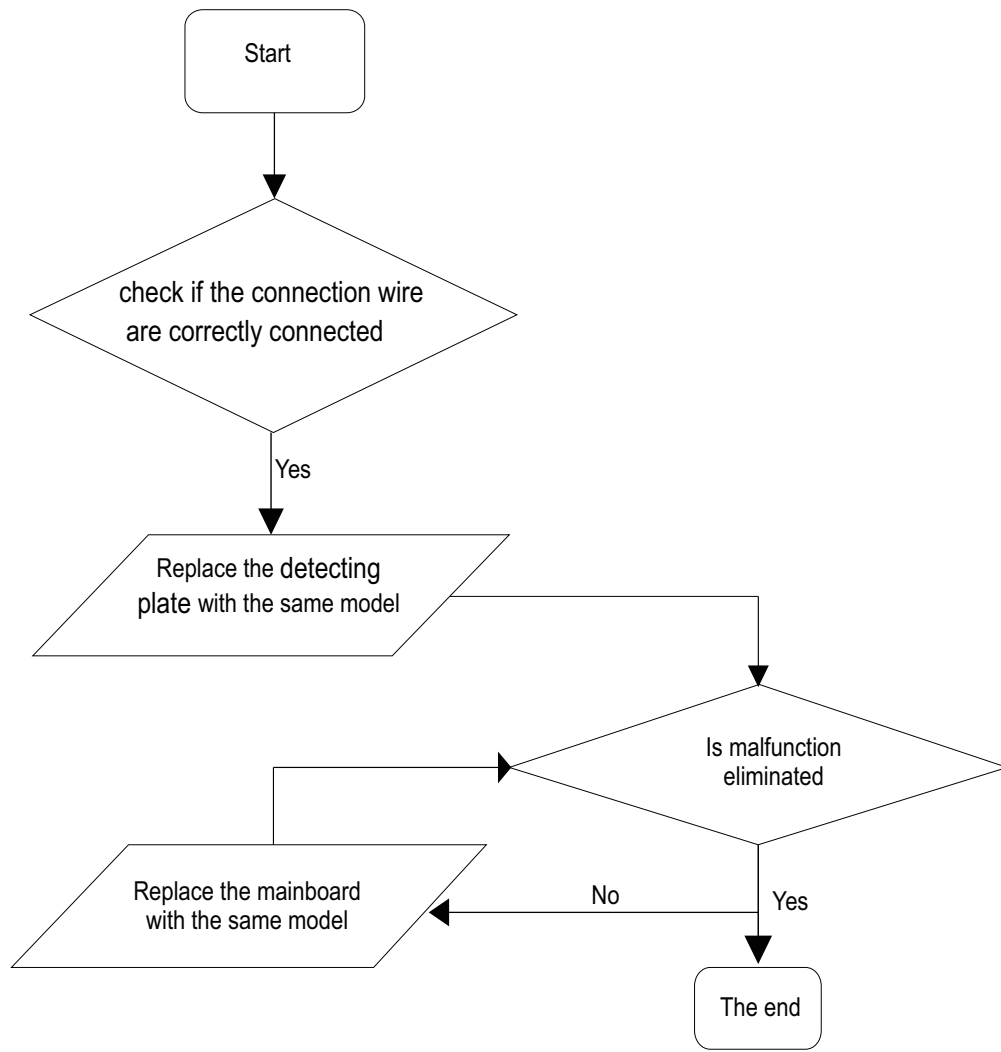 Start
check if the connection wire
are correctly connected
Yes
Replace the detecting
plate with the same model
Is malfunction
eliminated
Replace the mainboard
with the same model
No
Yes
The end